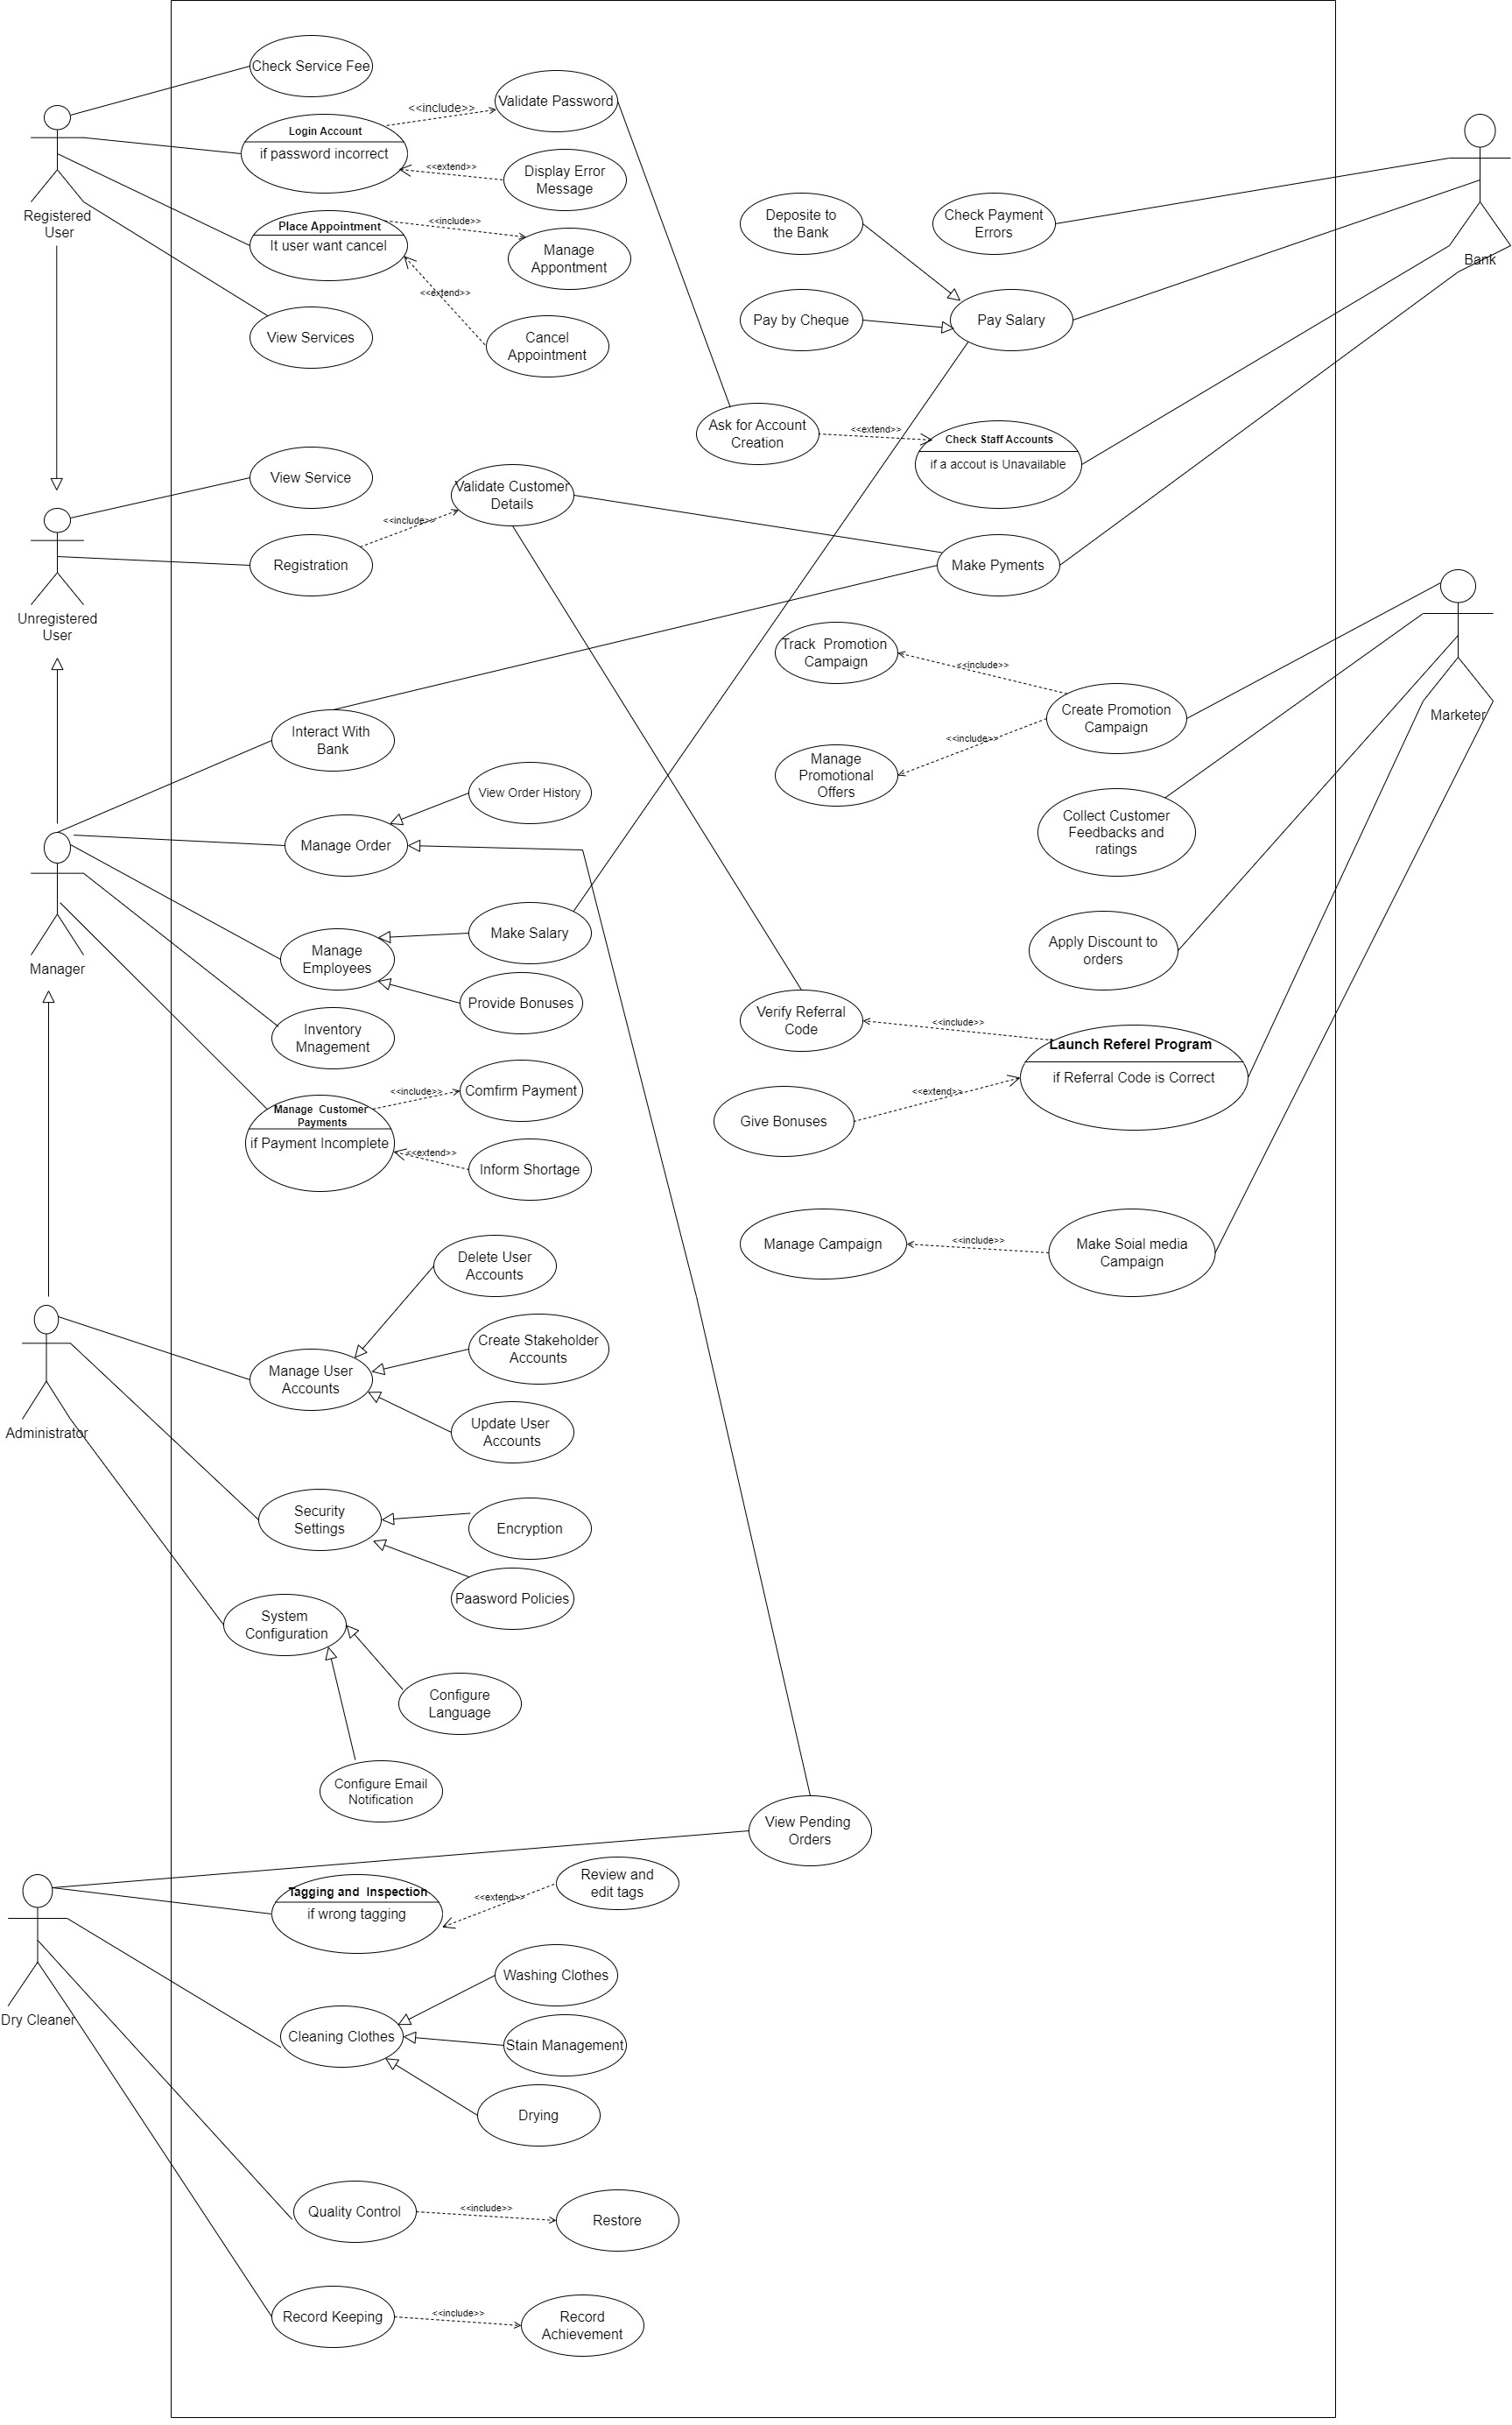 Check Service Fee
<<include>>
Validate Password
Login Account
if password incorrect
<<extend>>
Display Error
Message
Registered
User
Place Appointment
It user want cancel
<<include>>
Manage
Appontment
<<extend>>
Cancel
Appointment
View Services
Deposite to
the Bank
Check Payment
Errors
Bank
Pay by Cheque
Pay Salary
Ask for Account
Creation
<<extend>>
Check Staff Accounts
if a accout is Unavailable
View Service
Validate Customer
Details
<<include>>
Registration
Make Pyments
Unregistered
User
Track  Promotion
Campaign
<<include>>
Create Promotion
Campaign
<<include>>
Manage
Promotional
Offers
Marketer
Interact With
Bank
View Order History
Manage Order
Collect Customer
Feedbacks and
ratings
Make Salary
Manage
Employees
Provide Bonuses
Manager
Apply Discount to
orders
Inventory
Mnagement
Verify Referral
Code
<<include>>
Launch Referel Program
if Referral Code is Correct
<<extend>>
Give Bonuses
<<include>>
Comfirm Payment
Manage  Customer
Payments
if Payment Incomplete
<<extend>>
Inform Shortage
Manage Campaign
<<include>>
Make Soial media
Campaign
Delete User
Accounts
Create Stakeholder
Accounts
Manage User
Accounts
Update User
Accounts
Administrator
Security
Settings
Encryption
Paasword Policies
System
Configuration
Configure
Language
Configure Email
Notification
View Pending
Orders
Tagging and  Inspection
if wrong tagging
<<extend>>
Review and
edit tags
Dry Cleaner
Washing Clothes
Cleaning Clothes
Stain Management
Drying
Quality Control
<<include>>
Restore
Record Keeping
<<include>>
Record
Achievement